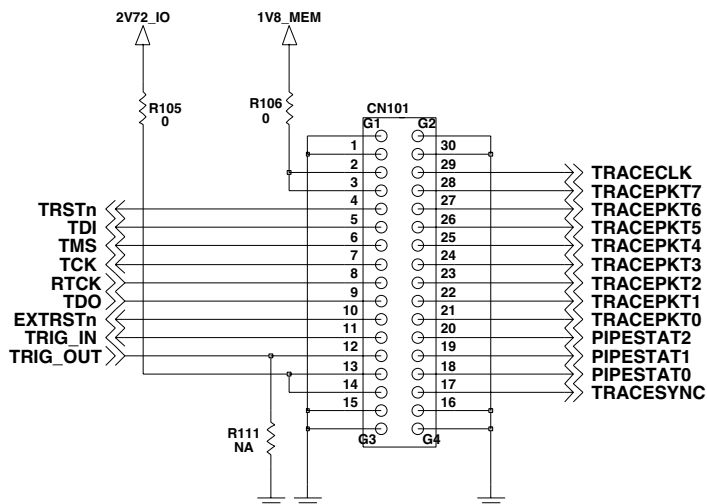 2V72_IO 1V8_MEM
R105
0
R106
0
CN101
G1 G2
1 30
2 29 TRACECLK
3 28 TRACEPKT7
TRSTn 4 27 TRACEPKT6
TDI 5 26 TRACEPKT5
TMS 6 25 TRACEPKT4
TCK 7 24 TRACEPKT3
RTCK 8 23 TRACEPKT2
TDO 9 22 TRACEPKT1
EXTRSTn 10 21 TRACEPKT0
TRIG_IN 11 20 PIPESTAT2
TRIG_OUT 12 19 PIPESTAT1
13 18 PIPESTAT0
14 17 TRACESYNC
15 16
R111
NA
G3 G4